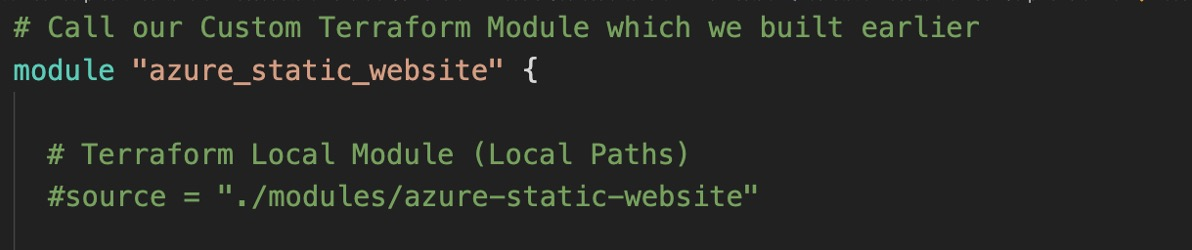 # Call our Custom Terraform Module which we built earlier
module "azure_static_website" {
# Terraform Local Module (Local Paths)
#source = "./modules/azure-static-website"